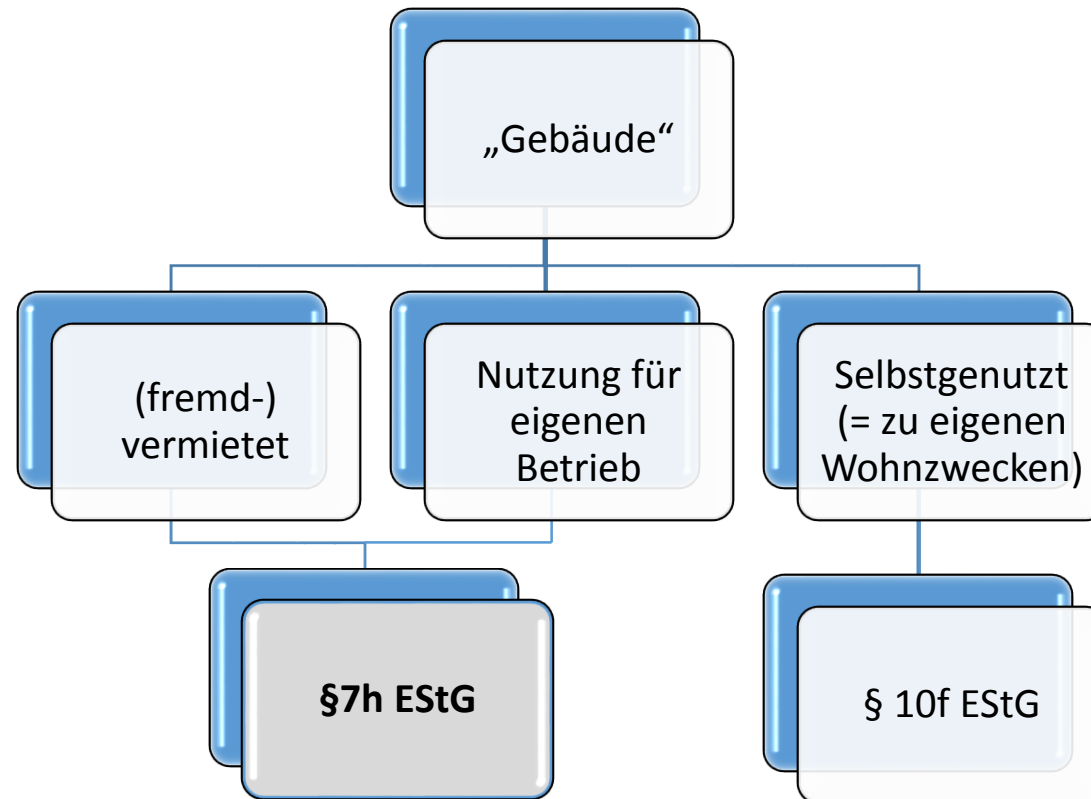 „Gebäude“
(fremd-)
vermietet
Nutzung für
eigenen
Betrieb
Selbstgenutzt
(= zu eigenen
Wohnzwecken)
§7h EStG
§ 10f EStG